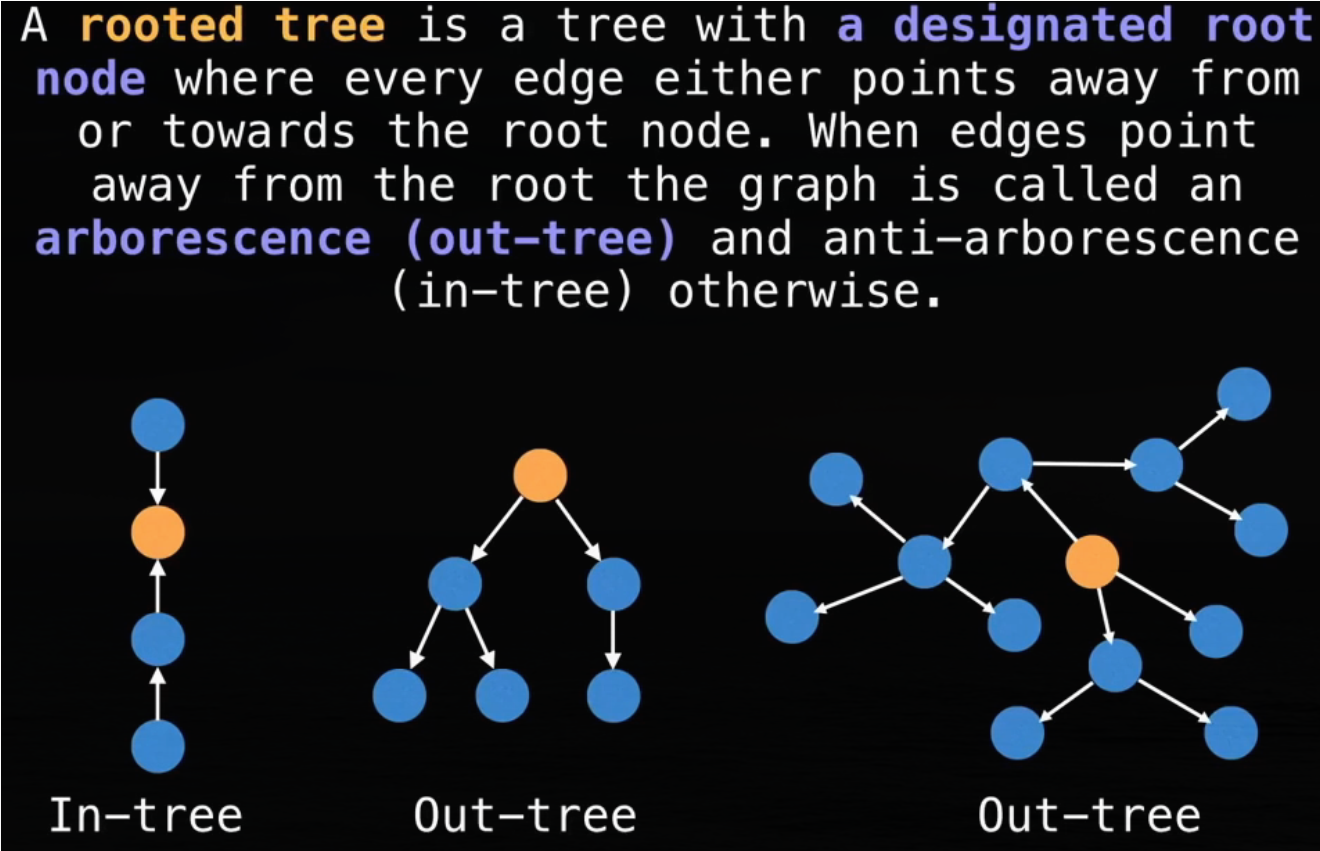 A rooted tree is a tree with a designated root
node where every edge either points away from
or towards the root node. When edges point
away from the root the graph is called an
arborescence (out-tree) and anti-arborescence
(in-tree) otherwise.
In-tree
Out-tree
Out-tree